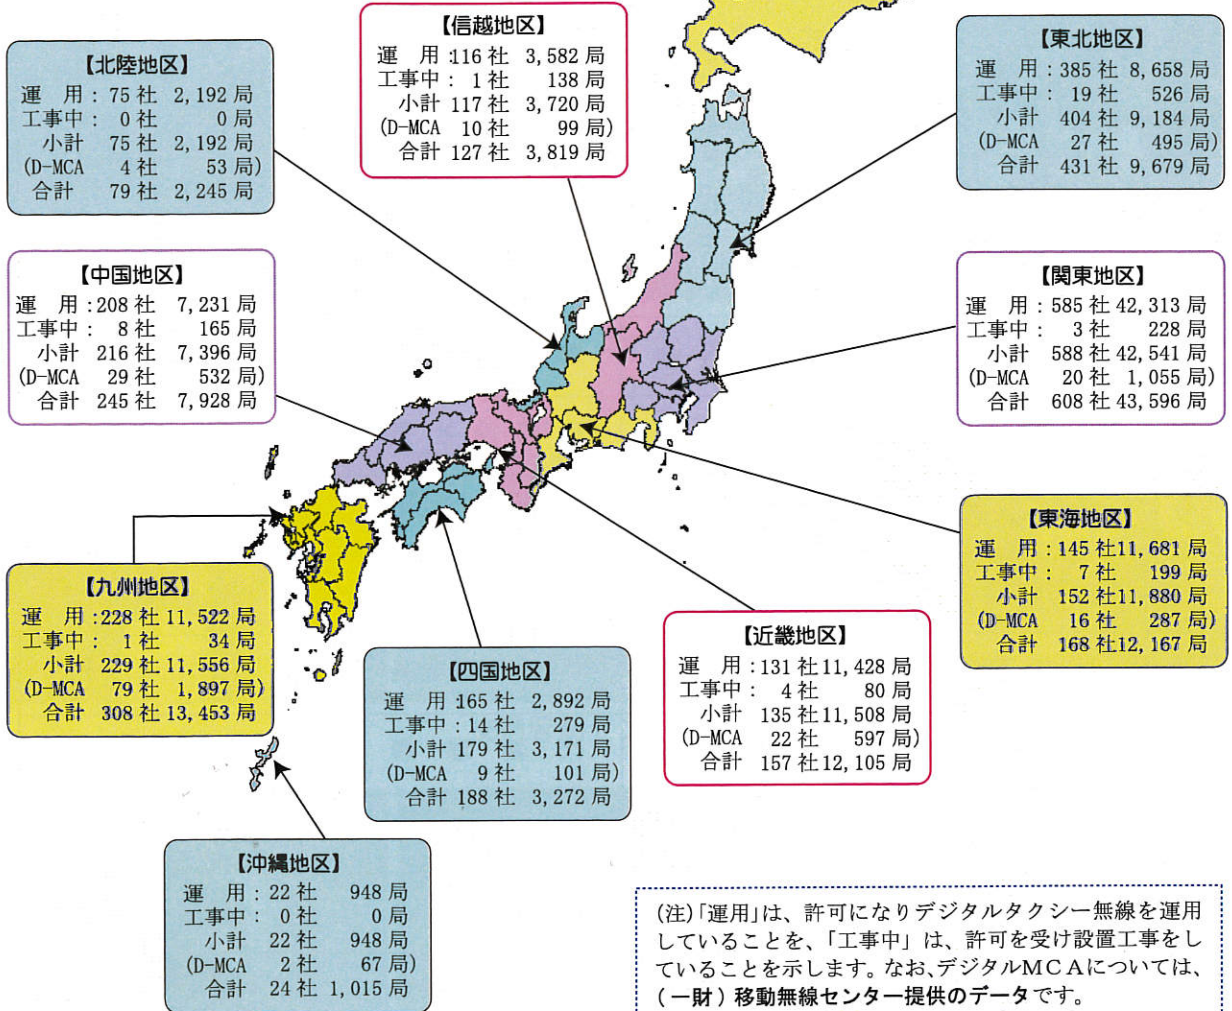 【北陸地区】
運　用：75 社 2,192 局
工事中： 0 社 0 局
小計 75 社 2,192 局
(D-MCA 4 社 53 局)
合計 79 社 2,245 局
【信越地区】
運　用：116 社 3,582 局
工事中： 1 社 138 局
小計 117 社 3,720 局
(D-MCA 10 社 99 局)
合計 127 社 3,819 局
【東北地区】
運　用：385 社 8,658 局
工事中： 19 社 526 局
小計 404 社 9,184 局
(D-MCA 27 社 495 局)
合計 431 社 9,679 局
【中国地区】
運　用：208 社 7,231 局
工事中： 8 社 165 局
小計 216 社 7,396 局
(D-MCA 29 社 532 局)
合計 245 社 7,928 局
【関東地区】
運　用：585 社 42,313 局
工事中： 3 社 228 局
小計 588 社 42,541 局
(D-MCA 20 社 1,055 局)
合計 608 社 43,596 局
【東海地区】
運　用：145 社11,681 局
工事中： 7 社 199 局
小計 152 社11,880 局
(D-MCA 16 社 287 局)
合計 168 社12,167 局
【九州地区】
運　用：228 社 11,522 局
工事中： 1 社 34 局
小計 229 社 11,556 局
(D-MCA 79 社 1,897 局)
合計 308 社 13,453 局
【四国地区】
運　用：165 社 2,892 局
工事中：14 社 279 局
小計 179 社 3,171 局
(D-MCA 9 社 101 局)
合計 188 社 3,272 局
【近畿地区】
運　用：131 社11,428 局
工事中： 4 社 80 局
小計 135 社11,508 局
(D-MCA 22 社 597 局)
合計 157 社12,105 局
【沖縄地区】
運　用：22 社 948 局
工事中： 0 社 0 局
小計 22 社 948 局
(D-MCA 2 社 67 局)
合計 24 社 1,015 局
(注)「運用」は、許可になりデジタルタクシー無線を運用
していることを、「工事中」は、許可を受け設置工事をし
ていることを示します。なお、デジタルＭＣＡについては、
(一財) 移動無線センター提供のデータです。